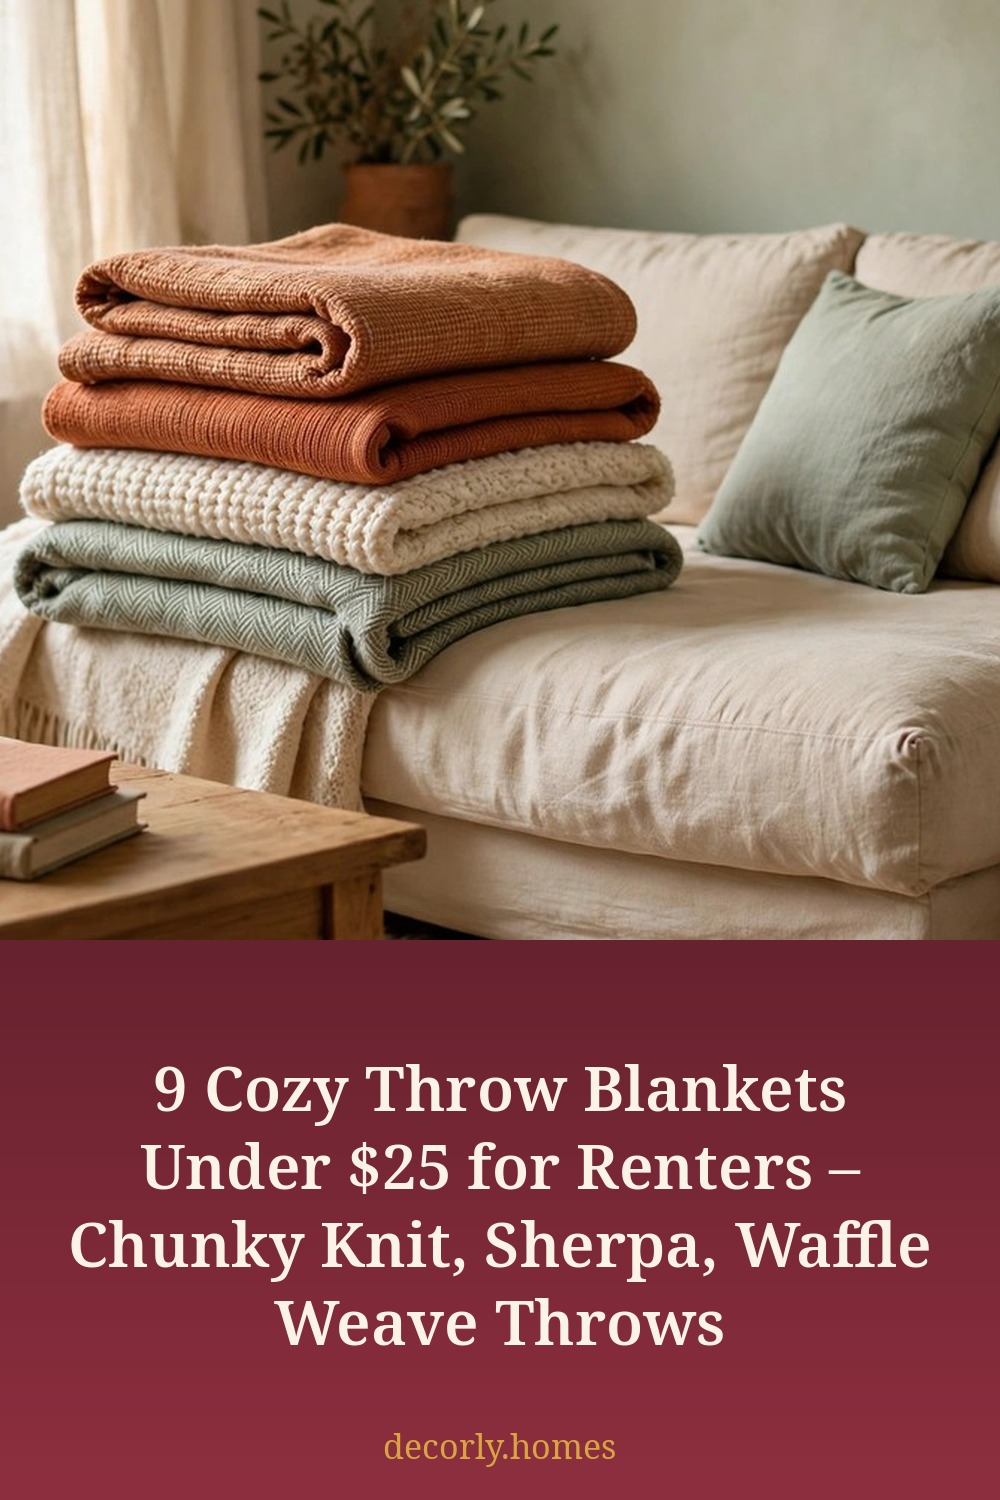 9 Cozy Throw Blankets
Under $25 for Renters –
Chunky Knit, Sherpa, Waffle
Weave Throws
decorly.homes